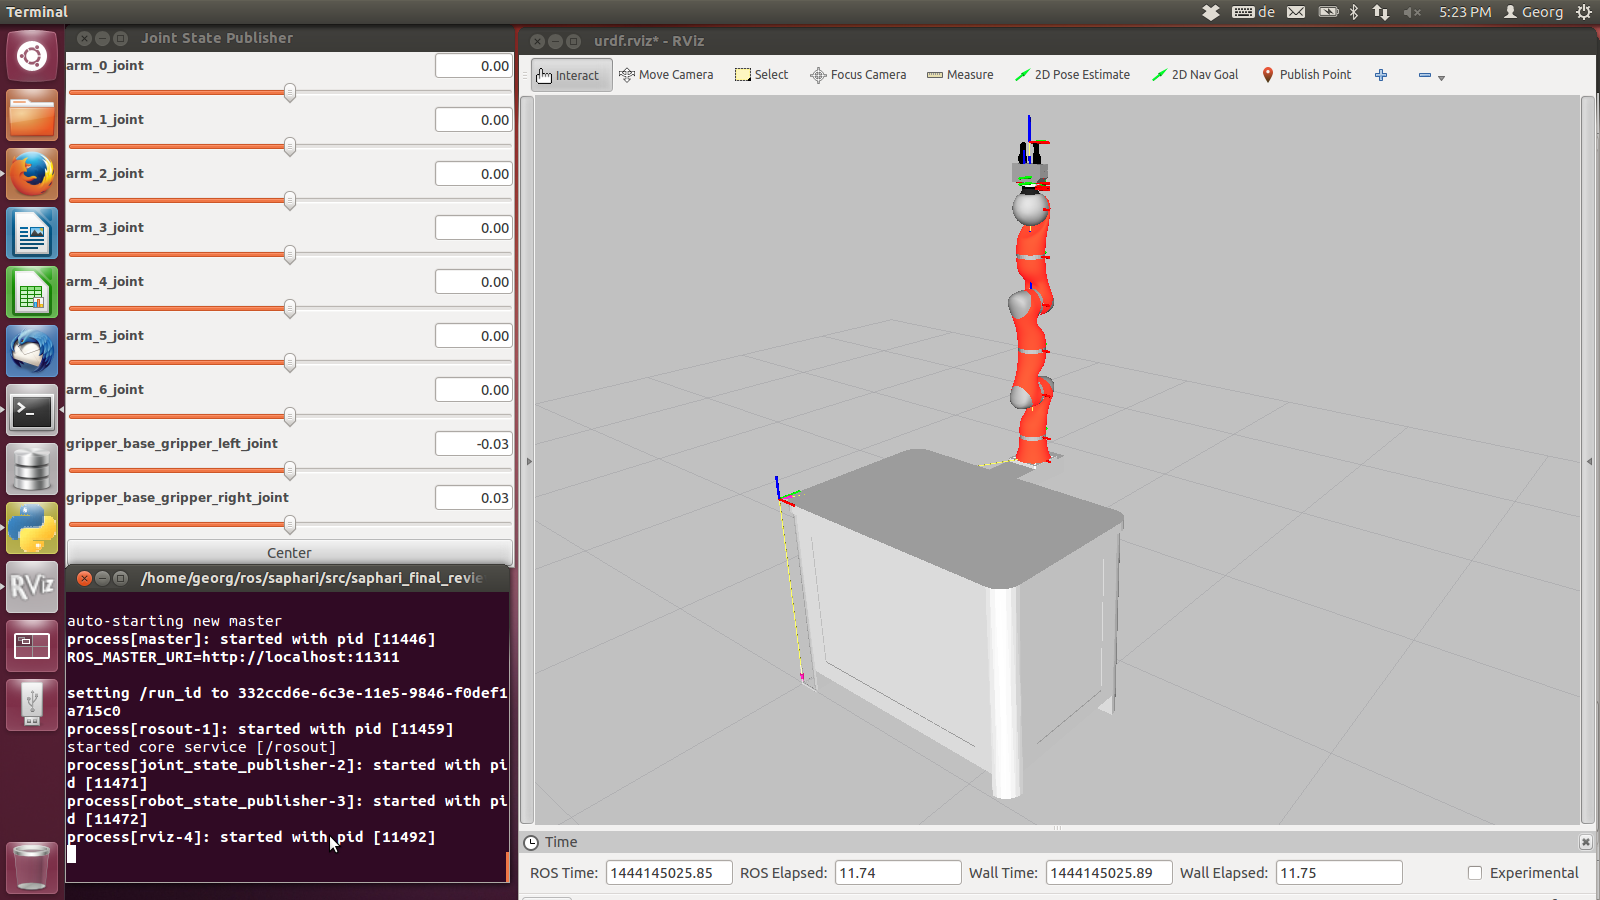 Terminal
de
5:23 PM
Georg
Joint State Publisher
arm_0_joint
0.00
arm_1_joint
0.00
arm_2_joint
0.00
arm_3_joint
0.00
arm_4_joint
0.00
arm_5_joint
0.00
arm_6_joint
0.00
gripper_base_gripper_left_joint
-0.03
gripper_base_gripper_right_joint
0.03
Center
/home/georg/ros/saphari/src/saphari_final_revie
auto-starting new master
process[master]: started with pid [11446]
ROS_MASTER_URI=http://localhost:11311
setting /run_id to 332ccd6e-6c3e-11e5-9846-f0def1
a715c0
process[rosout-1]: started with pid [11459]
started core service [/rosout]
process[joint_state_publisher-2]: started with pi
d [11471]
process[robot_state_publisher-3]: started with pi
d [11472]
process[rviz-4]: started with pid [11492]
RViz
urdf.rviz* - RViz
Interact
Move Camera
Select
Focus Camera
Measure
2D Pose Estimate
2D Nav Goal
Publish Point
Time
ROS Time:
1444145025.85
ROS Elapsed:
11.74
Wall Time:
1444145025.89
Wall Elapsed:
11.75
Experimental